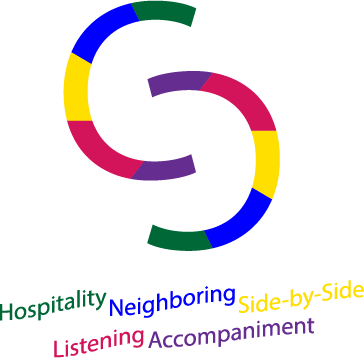 Hospitality Neighboring Side-by-Side
Listening Accompaniment